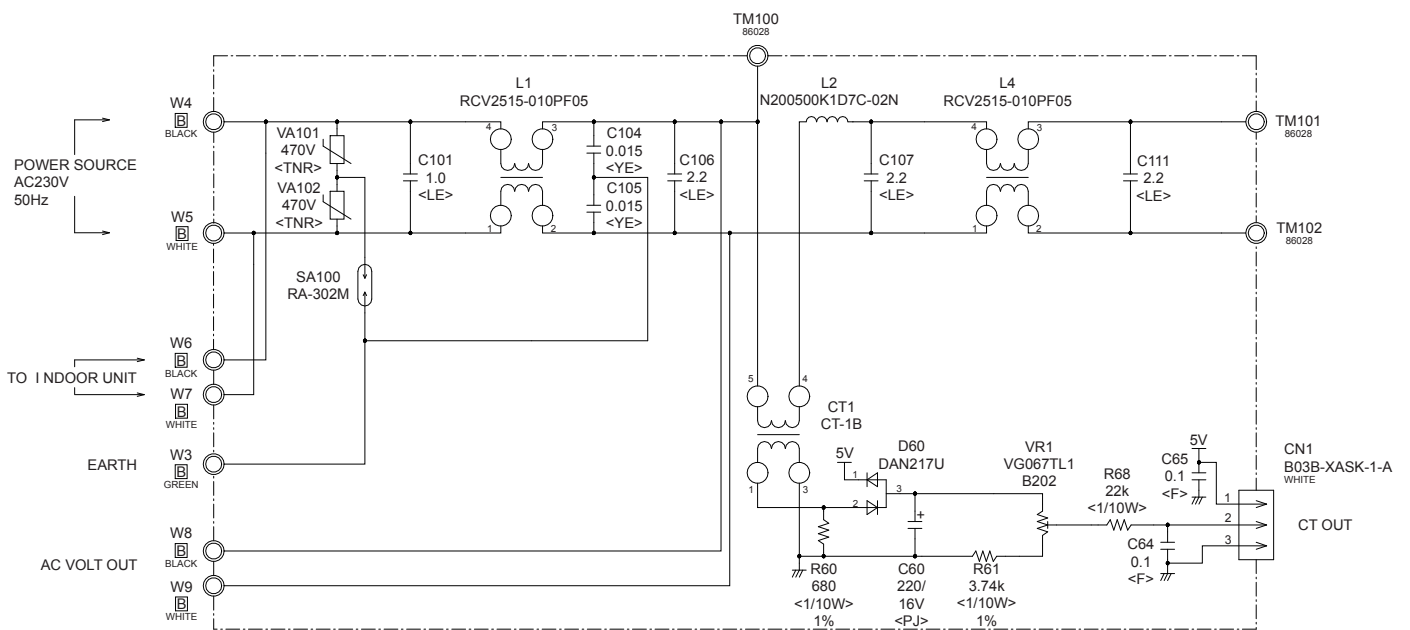 TM100
86028
W4
B
BLACK
POWER SOURCE
AC230V
50Hz
W5
B
WHITE
VA101
470V
<TNR>
VA102
470V
<TNR>
C101
1.0
<LE>
L1
RCV2515-010PF05
4
3
1
2
C104
0.015
<YE>
C105
0.015
<YE>
C106
2.2
<LE>
L2
N200500K1D7C-02N
C107
2.2
<LE>
L4
RCV2515-010PF05
4
3
1
2
C111
2.2
<LE>
TM101
86028
TM102
86028
SA100
RA-302M
W6
B
BLACK
TO I NDOOR UNIT
W7
B
WHITE
EARTH
W3
B
GREEN
AC VOLT OUT
W8
B
BLACK
W9
B
WHITE
5
4
CT1
CT-1B
1
3
5V
D60
DAN217U
1
2
3
VR1
VG067TL1
B202
R68
22k
<1/10W>
R60
680
<1/10W>
1%
+
C60
220/
16V
<PJ>
R61
3.74k
<1/10W>
1%
5V
C65
0.1
<F>
C64
0.1
<F>
CN1
B03B-XASK-1-A
WHITE
1
2
3
CT OUT